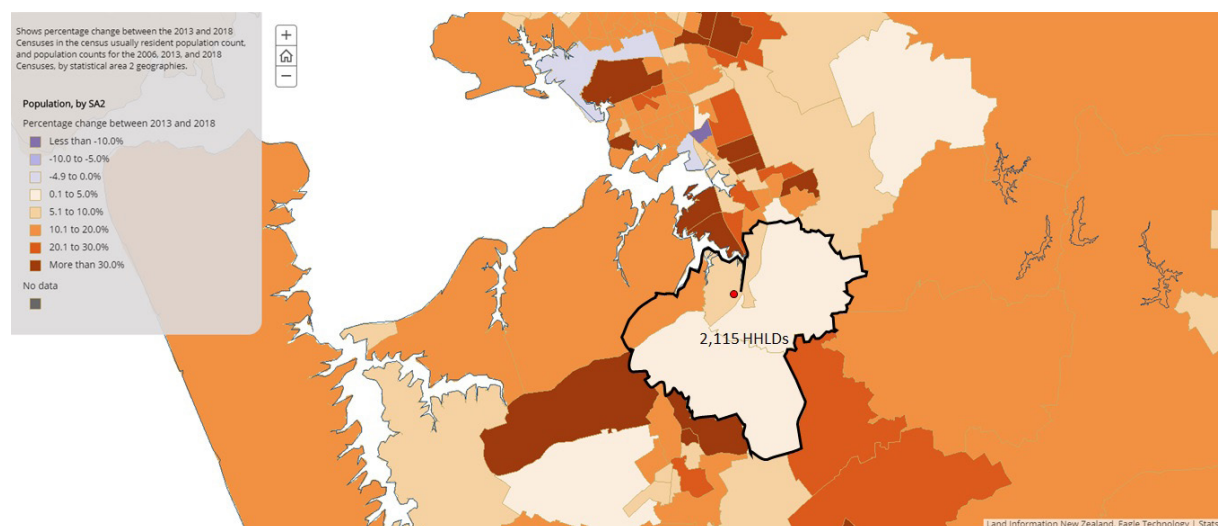 Shows percentage change between the 2013 and 2018
Censuses in the census usually resident population count,
and population counts for the 2006, 2013, and 2018
Censuses, by statistical area 2 geographies.
Population, by SA2
Percentage change between 2013 and 2018
Less than -10.0%
-10.0 to -5.0%
-4.9 to 0.0%
0.1 to 5.0%
5.1 to 10.0%
10.1 to 20.0%
20.1 to 30.0%
More than 30.0%
No data
+
−
2,115 HHLDs
Land Information New Zealand, Eagle Technology | Stats